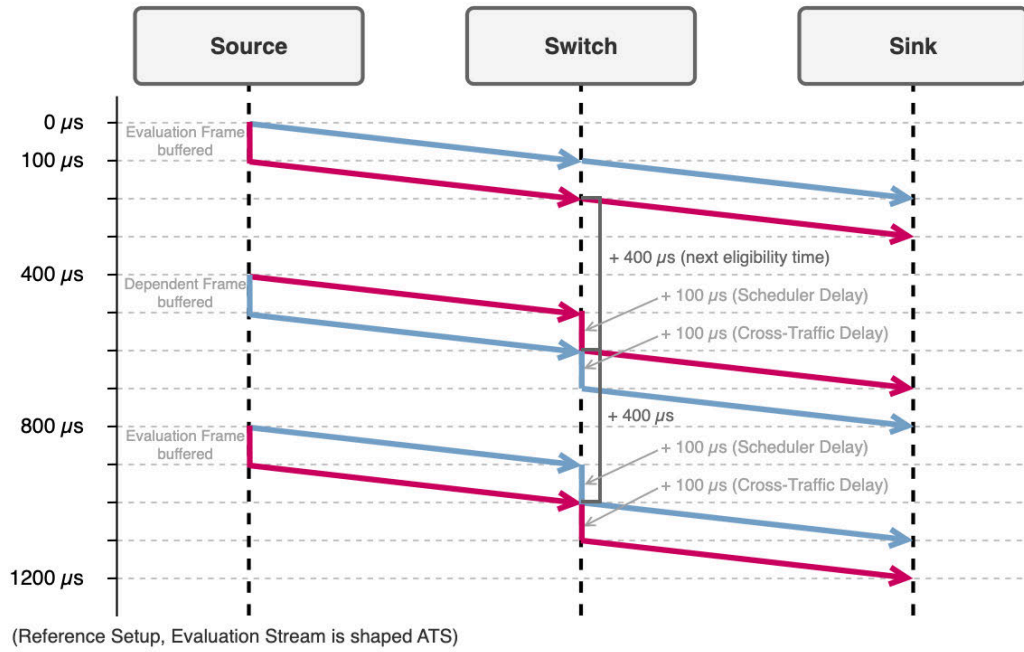 Source
Switch
Sink
0 µs
Evaluation Frame
buffered
100 µs
+ 400 µs (next eligibility time)
400 µs
Dependent Frame
buffered
+ 100 µs (Scheduler Delay)
+ 100 µs (Cross-Traffic Delay)
+ 400 µs
800 µs
Evaluation Frame
buffered
+ 100 µs (Scheduler Delay)
+ 100 µs (Cross-Traffic Delay)
1200 µs
(Reference Setup, Evaluation Stream is shaped ATS)